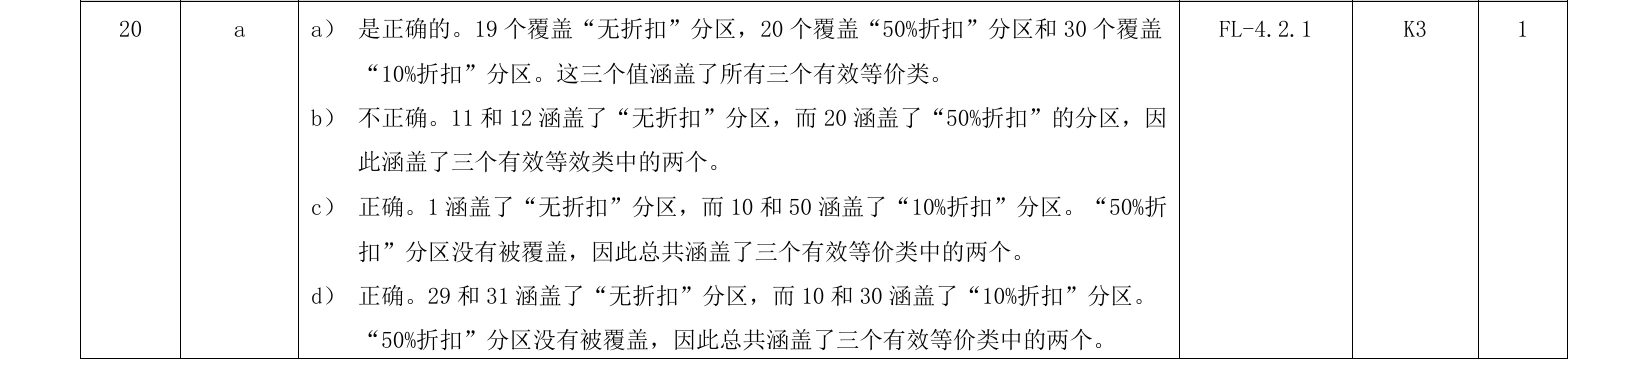 20 a a) 是正确的。19 个覆盖“无折扣”分区，20 个覆盖“50%折扣”分区和 30 个覆盖 FL-4.2.1 K3 1
“10%折扣”分区。这三个值涵盖了所有三个有效等价类。
b) 不正确。11 和 12 涵盖了“无折扣”分区，而 20 涵盖了“50%折扣”的分区，因
此涵盖了三个有效等效类中的两个。
c) 正确。1 涵盖了“无折扣”分区，而 10 和 50 涵盖了“10%折扣”分区。“50%折
扣”分区没有被覆盖，因此总共涵盖了三个有效等价类中的两个。
d) 正确。29 和 31 涵盖了“无折扣”分区，而 10 和 30 涵盖了“10%折扣”分区。
“50%折扣”分区没有被覆盖，因此总共涵盖了三个有效等价类中的两个。